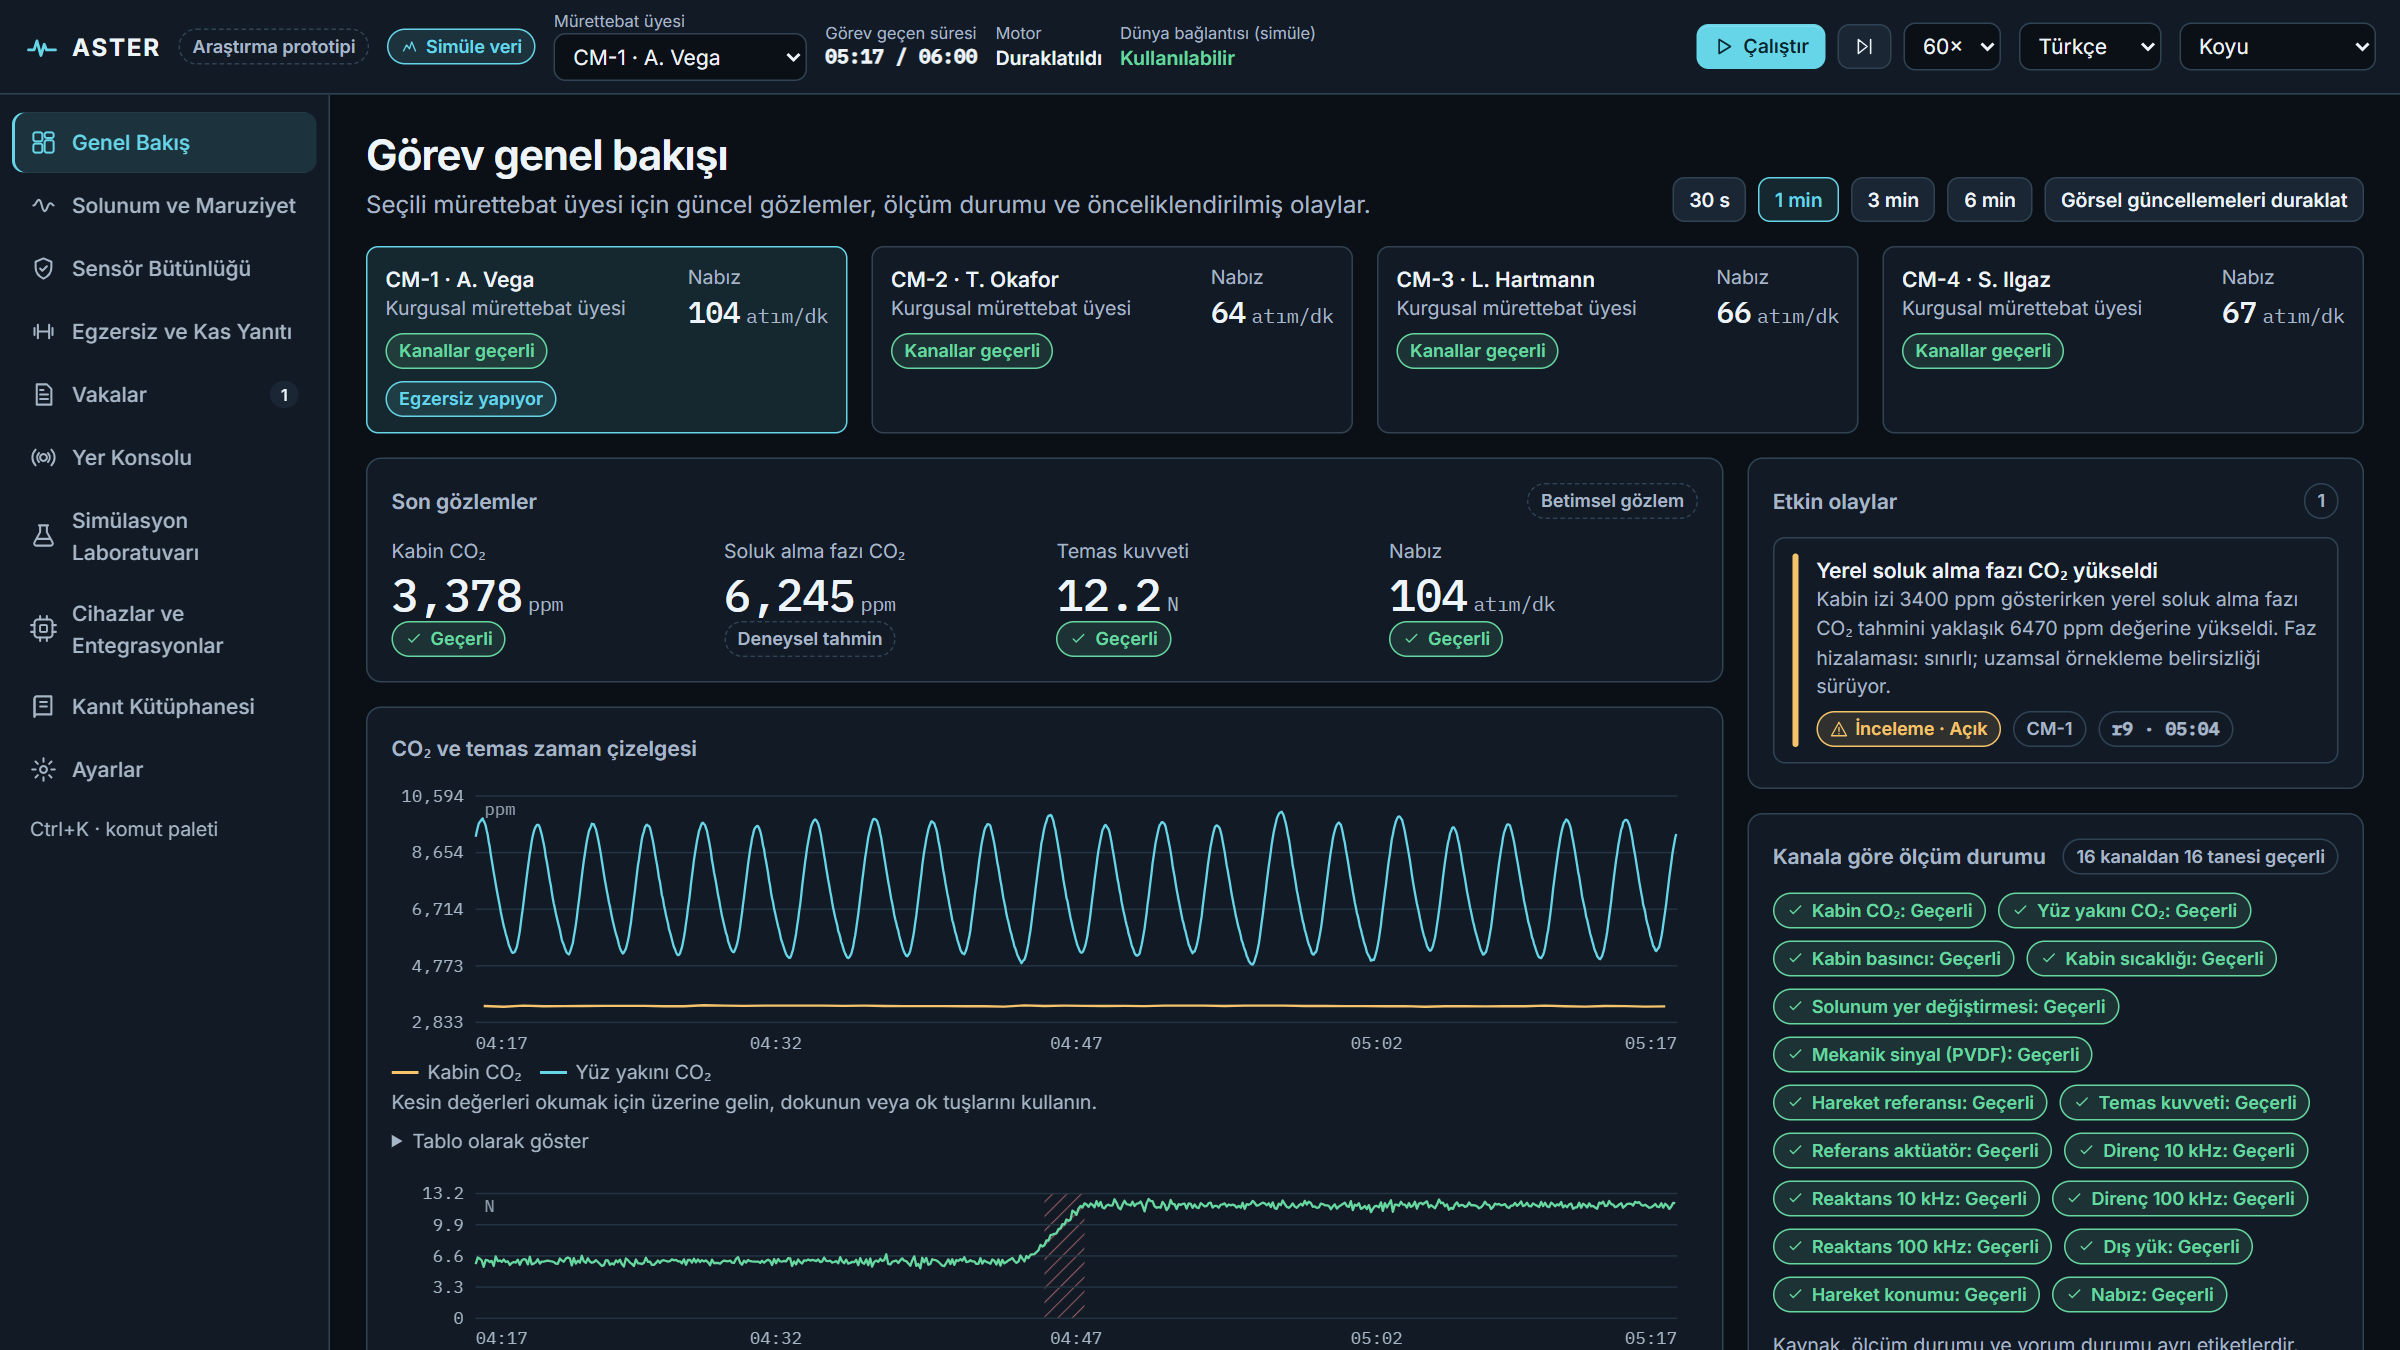 ASTER
Araştırma prototipi
Simüle veri
Mürettebat üyesi
CM-1 · A. Vega
Görev geçen süresi
05:17 / 06:00
Motor
Duraklatıldı
Dünya bağlantısı (simüle)
Kullanılabilir
Çalıştır
60×
Türkçe
Koyu
Genel Bakış
Solunum ve Maruziyet
Sensör Bütünlüğü
Egzersiz ve Kas Yanıtı
Vakalar
1
Yer Konsolu
Simülasyon
Laboratuvarı
Cihazlar ve
Entegrasyonlar
Kanıt Kütüphanesi
Ayarlar
Ctrl+K · komut paleti
Görev genel bakışı
Seçili mürettebat üyesi için güncel gözlemler, ölçüm durumu ve önceliklendirilmiş olaylar.
30 s
1 min
3 min
6 min
Görsel güncellemeleri duraklat
CM-1 · A. Vega
Kurgusal mürettebat üyesi
Nabız
104 atım/dk
Kanallar geçerli
Egzersiz yapıyor
CM-2 · T. Okafor
Kurgusal mürettebat üyesi
Nabız
64 atım/dk
Kanallar geçerli
CM-3 · L. Hartmann
Kurgusal mürettebat üyesi
Nabız
66 atım/dk
Kanallar geçerli
CM-4 · S. Ilgaz
Kurgusal mürettebat üyesi
Nabız
67 atım/dk
Kanallar geçerli
Son gözlemler
Betimsel gözlem
Kabin CO₂
3,378 ppm
Geçerli
Soluk alma fazı CO₂
6,245 ppm
Deneysel tahmin
Temas kuvveti
12.2 N
Geçerli
Nabız
104 atım/dk
Geçerli
CO₂ ve temas zaman çizelgesi
ppm
10,594
8,654
6,714
4,773
2,833
04:17
04:32
04:47
05:02
05:17
Kabin CO₂
Yüz yakını CO₂
Kesin değerleri okumak için üzerine gelin, dokunun veya ok tuşlarını kullanın.
Tablo olarak göster
N
13.2
9.9
6.6
3.3
0
04:17
04:32
04:47
05:02
05:17
Etkin olaylar
1
Yerel soluk alma fazı CO₂ yükseldi
Kabin izi 3400 ppm gösterirken yerel soluk alma fazı
CO₂ tahmini yaklaşık 6470 ppm değerine yükseldi. Faz
hizalaması: sınırlı; uzamsal örnekleme belirsizliği
sürüyor.
İnceleme · Açık
CM-1
r9 · 05:04
Kanala göre ölçüm durumu
16 kanaldan 16 tanesi geçerli
Kabin CO₂: Geçerli
Yüz yakını CO₂: Geçerli
Kabin basıncı: Geçerli
Kabin sıcaklığı: Geçerli
Solunum yer değiştirmesi: Geçerli
Mekanik sinyal (PVDF): Geçerli
Hareket referansı: Geçerli
Temas kuvveti: Geçerli
Referans aktüatör: Geçerli
Direnç 10 kHz: Geçerli
Reaktans 10 kHz: Geçerli
Direnç 100 kHz: Geçerli
Reaktans 100 kHz: Geçerli
Dış yük: Geçerli
Hareket konumu: Geçerli
Nabız: Geçerli
Kaynak, ölçüm durumu ve yorum durumu ayrı etiketlerdir.